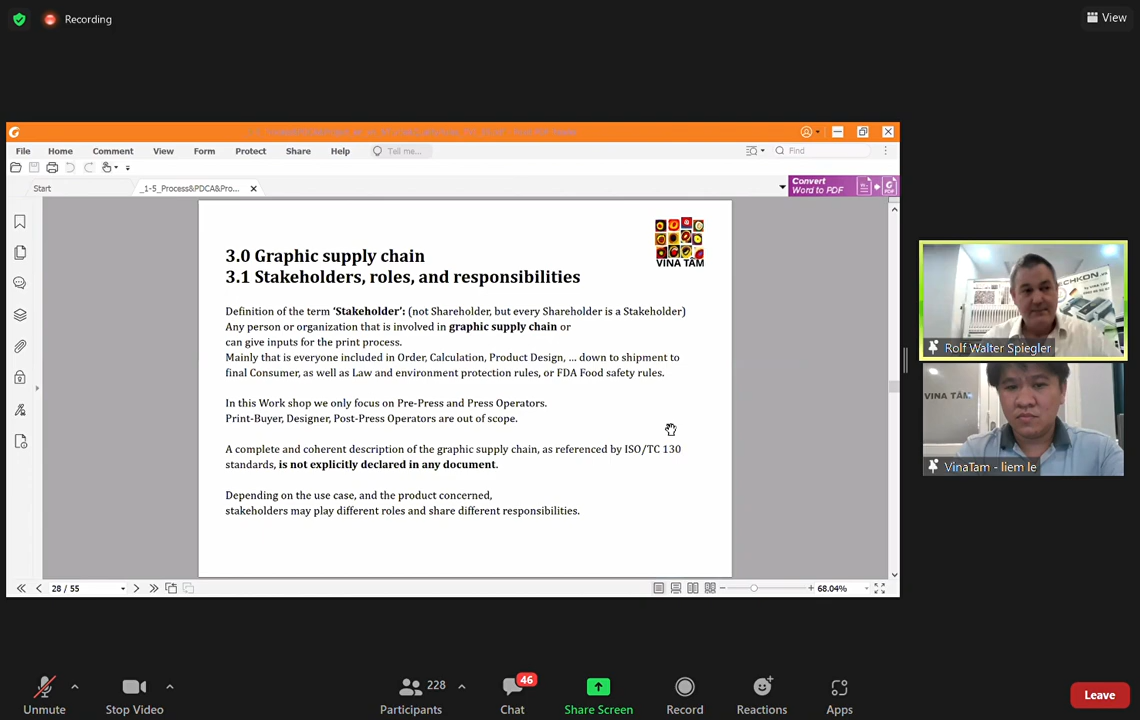 Recording
View
File Home Comment View Form Protect Share Help Tell me... Find
Start _1-5_Process&PDCA&Pro... Convert Word to PDF
VINA TÂM
3.0 Graphic supply chain
3.1 Stakeholders, roles, and responsibilities
Definition of the term ‘Stakeholder’: (not Shareholder, but every Shareholder is a Stakeholder)
Any person or organization that is involved in graphic supply chain or
can give inputs for the print process.
Mainly that is everyone included in Order, Calculation, Product Design, ... down to shipment to
final Consumer, as well as Law and environment protection rules, or FDA Food safety rules.
In this Work shop we only focus on Pre-Press and Press Operators.
Print-Buyer, Designer, Post-Press Operators are out of scope.
A complete and coherent description of the graphic supply chain, as referenced by ISO/TC 130
standards, is not explicitly declared in any document.
Depending on the use case, and the product concerned,
stakeholders may play different roles and share different responsibilities.
28 / 55 68.04%
Rolf Walter Spiegler
VINA TÂM
VinaTam - liem le
Unmute Stop Video Participants 228 Chat 46 Share Screen Record Reactions Apps Leave